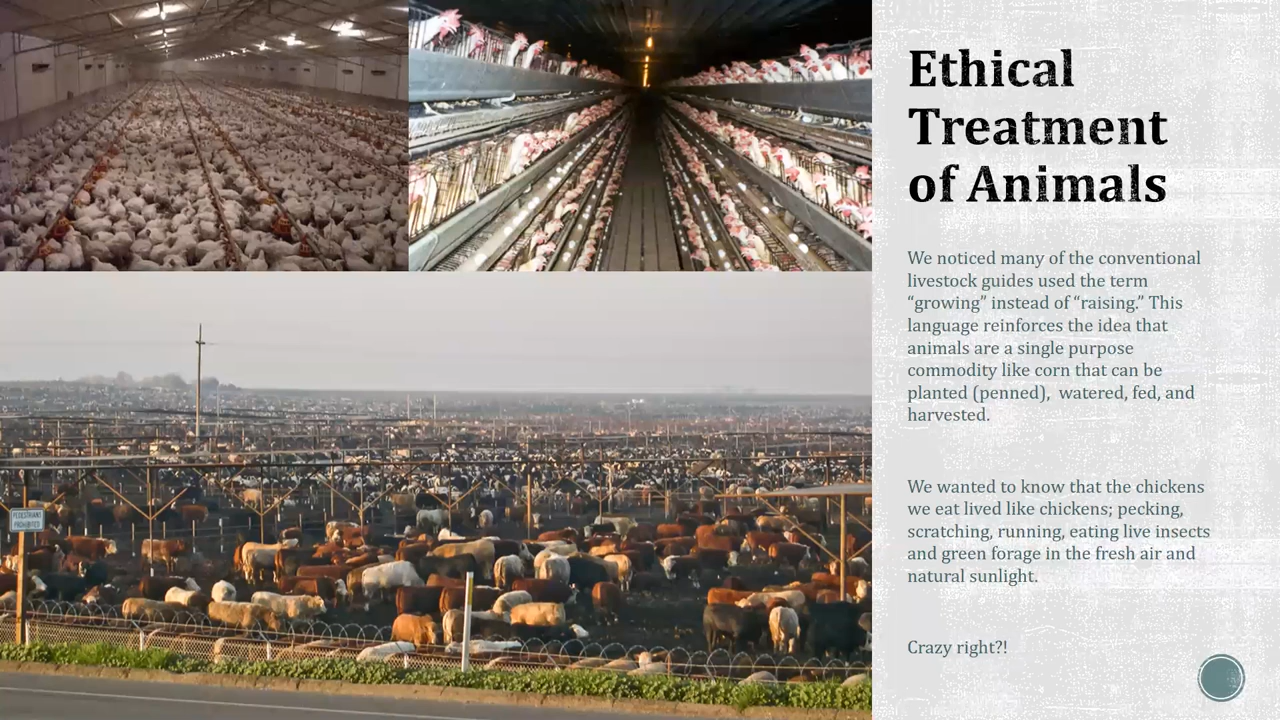 Ethical
Treatment
of Animals
We noticed many of the conventional
livestock guides used the term
“growing” instead of “raising.” This
language reinforces the idea that
animals are a single purpose
commodity like corn that can be
planted (penned),  watered, fed, and
harvested.
We wanted to know that the chickens
we eat lived like chickens; pecking,
scratching, running, eating live insects
and green forage in the fresh air and
natural sunlight.
Crazy right?!
PEDESTRIANS
PROHIBITED